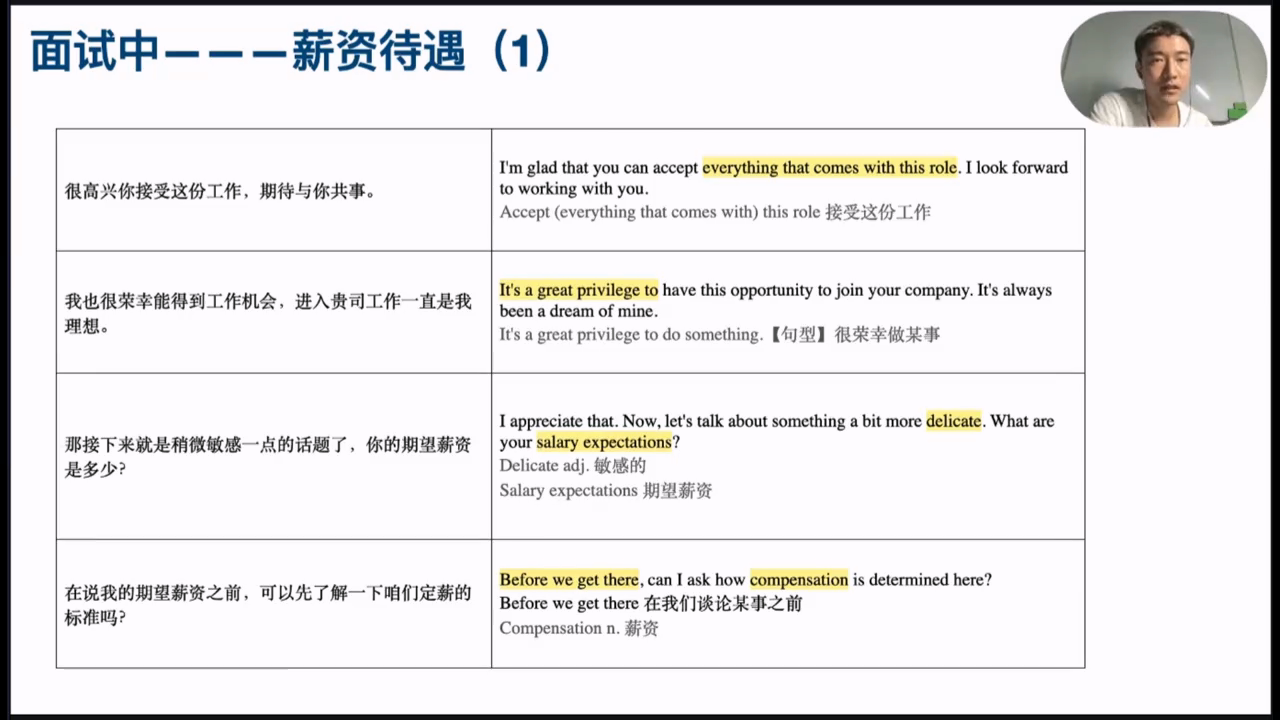 面试中———薪资待遇（1）
很高兴你接受这份工作，期待与你共事。
I'm glad that you can accept everything that comes with this role. I look forward
to working with you.
Accept (everything that comes with) this role 接受这份工作
我也很荣幸能得到工作机会，进入贵司工作一直是我
理想。
It's a great privilege to have this opportunity to join your company. It's always
been a dream of mine.
It's a great privilege to do something.【句型】很荣幸做某事
那接下来就是稍微敏感一点的话题了，你的期望薪资
是多少?
I appreciate that. Now, let's talk about something a bit more delicate. What are
your salary expectations?
Delicate adj. 敏感的
Salary expectations 期望薪资
在说我的期望薪资之前，可以先了解一下咱们定薪的
标准吗?
Before we get there, can I ask how compensation is determined here?
Before we get there 在我们谈论某事之前
Compensation n. 薪资